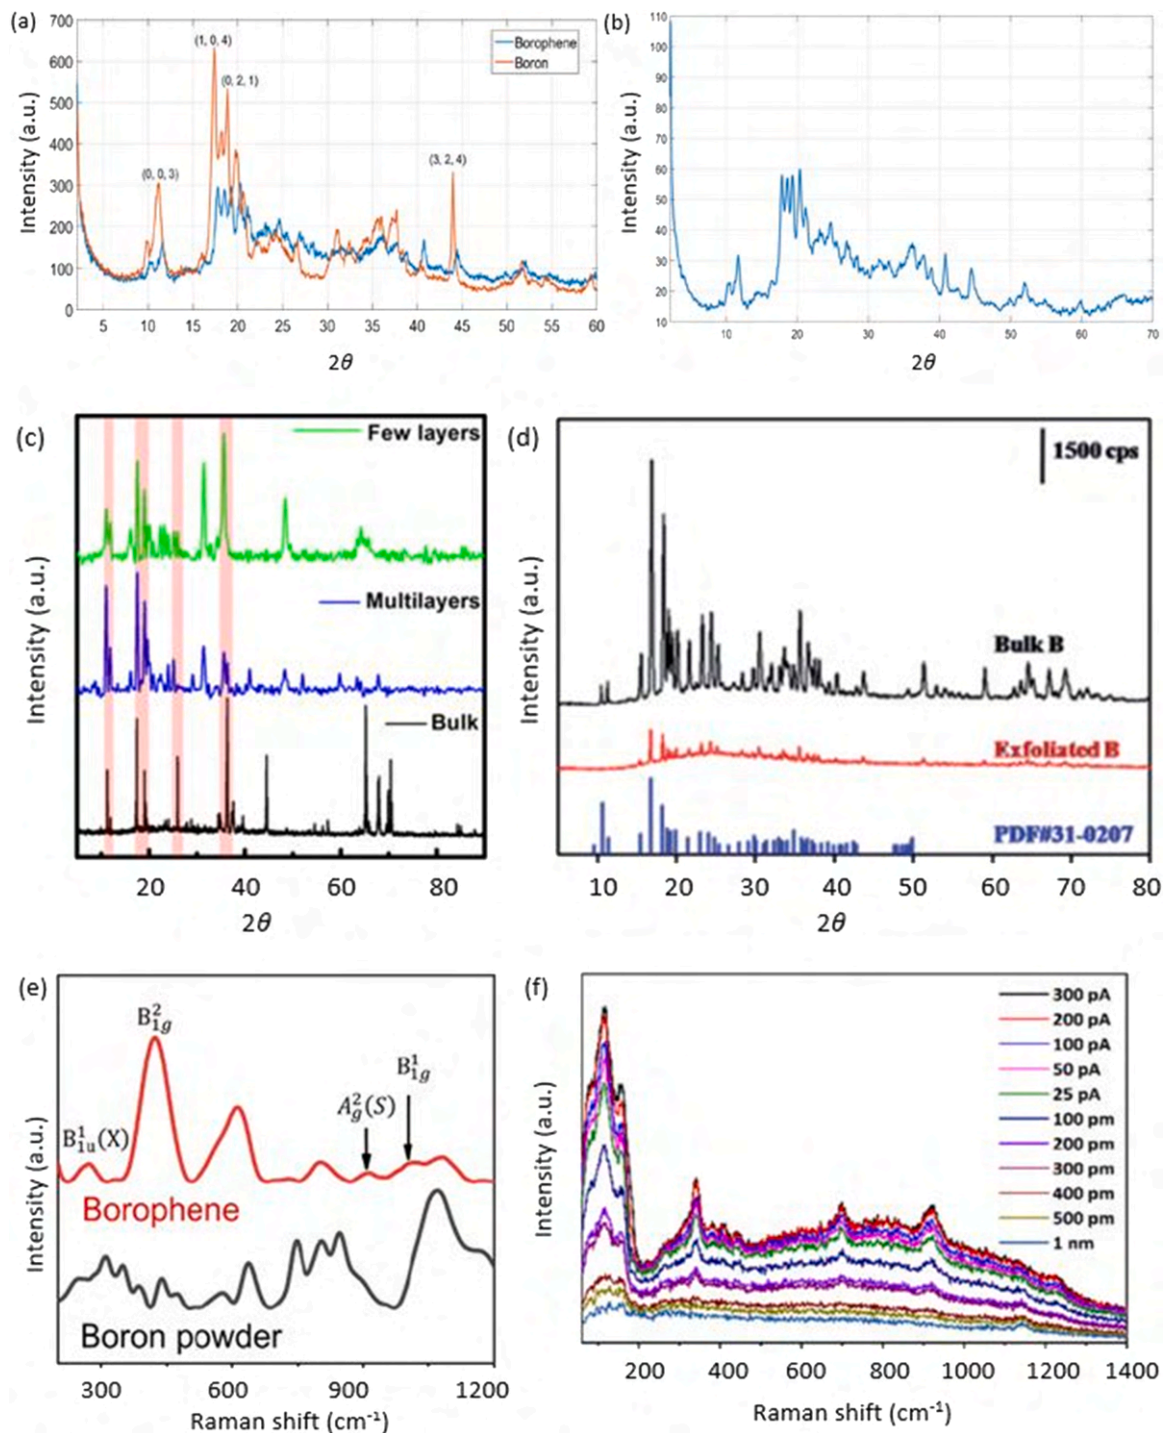 (a)
700
600
500
400
300
200
100
0
Intensity (a.u.)
(1, 0, 4)
(0, 2, 1)
(0, 0, 3)
(3, 2, 4)
Borophene
Boron
5 10 15 20 25 30 35 40 45 50 55 60
2θ
(b)
110
100
90
80
70
60
50
40
30
20
10
Intensity (a.u.)
10 20 30 40 50 60 70
2θ
(c)
Few layers
Multilayers
Bulk
Intensity (a.u.)
20 40 60 80
2θ
(d)
1500 cps
Bulk B
Exfoliated B
PDF#31-0207
Intensity (a.u.)
10 20 30 40 50 60 70 80
2θ
(e)
B²1g
B¹1g
A²g(S)
B¹1u(X)
Borophene
Boron powder
Intensity (a.u.)
300 600 900 1200
Raman shift (cm⁻¹)
(f)
300 pA
200 pA
100 pA
50 pA
25 pA
100 pm
200 pm
300 pm
400 pm
500 pm
1 nm
Intensity (a.u.)
200 400 600 800 1000 1200 1400
Raman shift (cm⁻¹)